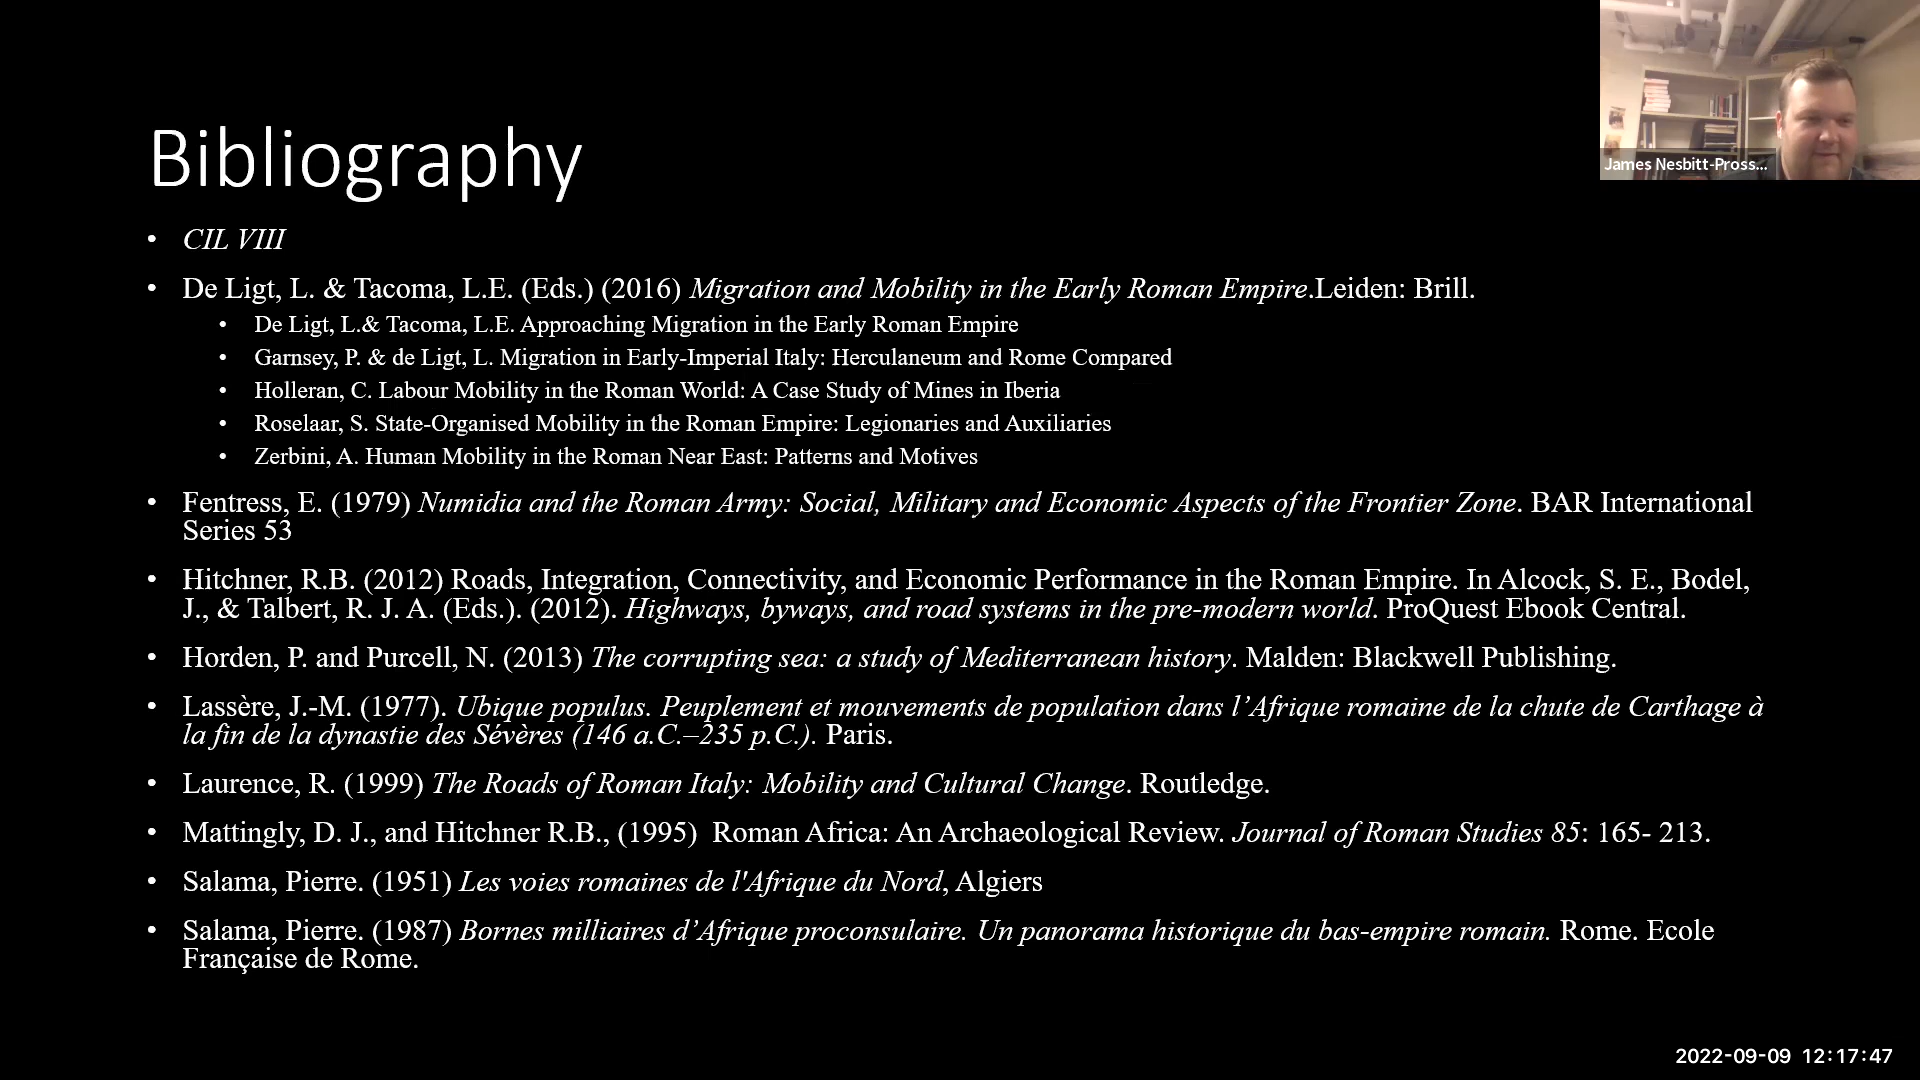 Bibliography
• CIL VIII
• De Ligt, L. & Tacoma, L.E. (Eds.) (2016) Migration and Mobility in the Early Roman Empire.Leiden: Brill.
• De Ligt, L.& Tacoma, L.E. Approaching Migration in the Early Roman Empire
• Garnsey, P. & de Ligt, L. Migration in Early-Imperial Italy: Herculaneum and Rome Compared
• Holleran, C. Labour Mobility in the Roman World: A Case Study of Mines in Iberia
• Roselaar, S. State-Organised Mobility in the Roman Empire: Legionaries and Auxiliaries
• Zerbini, A. Human Mobility in the Roman Near East: Patterns and Motives
• Fentress, E. (1979) Numidia and the Roman Army: Social, Military and Economic Aspects of the Frontier Zone. BAR International
Series 53
• Hitchner, R.B. (2012) Roads, Integration, Connectivity, and Economic Performance in the Roman Empire. In Alcock, S. E., Bodel,
J., & Talbert, R. J. A. (Eds.). (2012). Highways, byways, and road systems in the pre-modern world. ProQuest Ebook Central.
• Horden, P. and Purcell, N. (2013) The corrupting sea: a study of Mediterranean history. Malden: Blackwell Publishing.
• Lassère, J.-M. (1977). Ubique populus. Peuplement et mouvements de population dans l’Afrique romaine de la chute de Carthage à
la fin de la dynastie des Sévères (146 a.C.–235 p.C.). Paris.
• Laurence, R. (1999) The Roads of Roman Italy: Mobility and Cultural Change. Routledge.
• Mattingly, D. J., and Hitchner R.B., (1995)  Roman Africa: An Archaeological Review. Journal of Roman Studies 85: 165- 213.
• Salama, Pierre. (1951) Les voies romaines de l'Afrique du Nord, Algiers
• Salama, Pierre. (1987) Bornes milliaires d’Afrique proconsulaire. Un panorama historique du bas-empire romain. Rome. Ecole
Française de Rome.
James Nesbitt-Pross...
2022-09-09 12:17:47